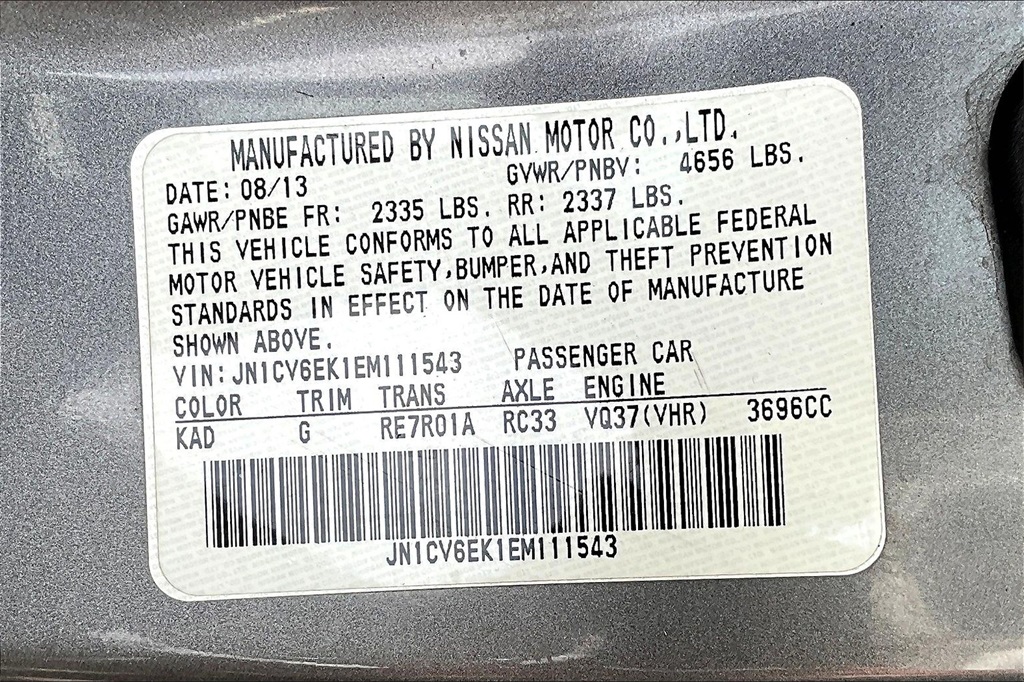 MANUFACTURED BY NISSAN MOTOR CO.,LTD.
DATE: 08/13 GVWR/PNBV: 4656 LBS.
GAWR/PNBE FR: 2335 LBS. RR: 2337 LBS.
THIS VEHICLE CONFORMS TO ALL APPLICABLE FEDERAL
MOTOR VEHICLE SAFETY,BUMPER,AND THEFT PREVENTION
STANDARDS IN EFFECT ON THE DATE OF MANUFACTURE
SHOWN ABOVE.
VIN:JN1CV6EK1EM111543 PASSENGER CAR
COLOR TRIM TRANS AXLE ENGINE
KAD G RE7R01A RC33 VQ37(VHR) 3696CC
JN1CV6EK1EM111543